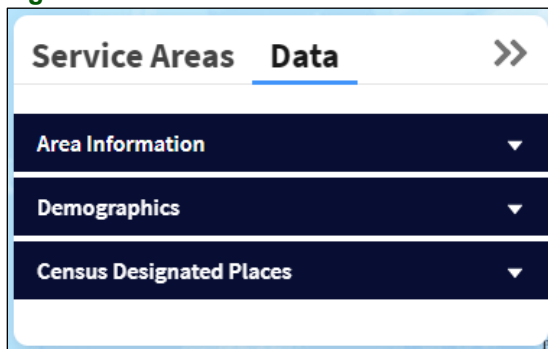 Service Areas Data
Area Information
Demographics
Census Designated Places